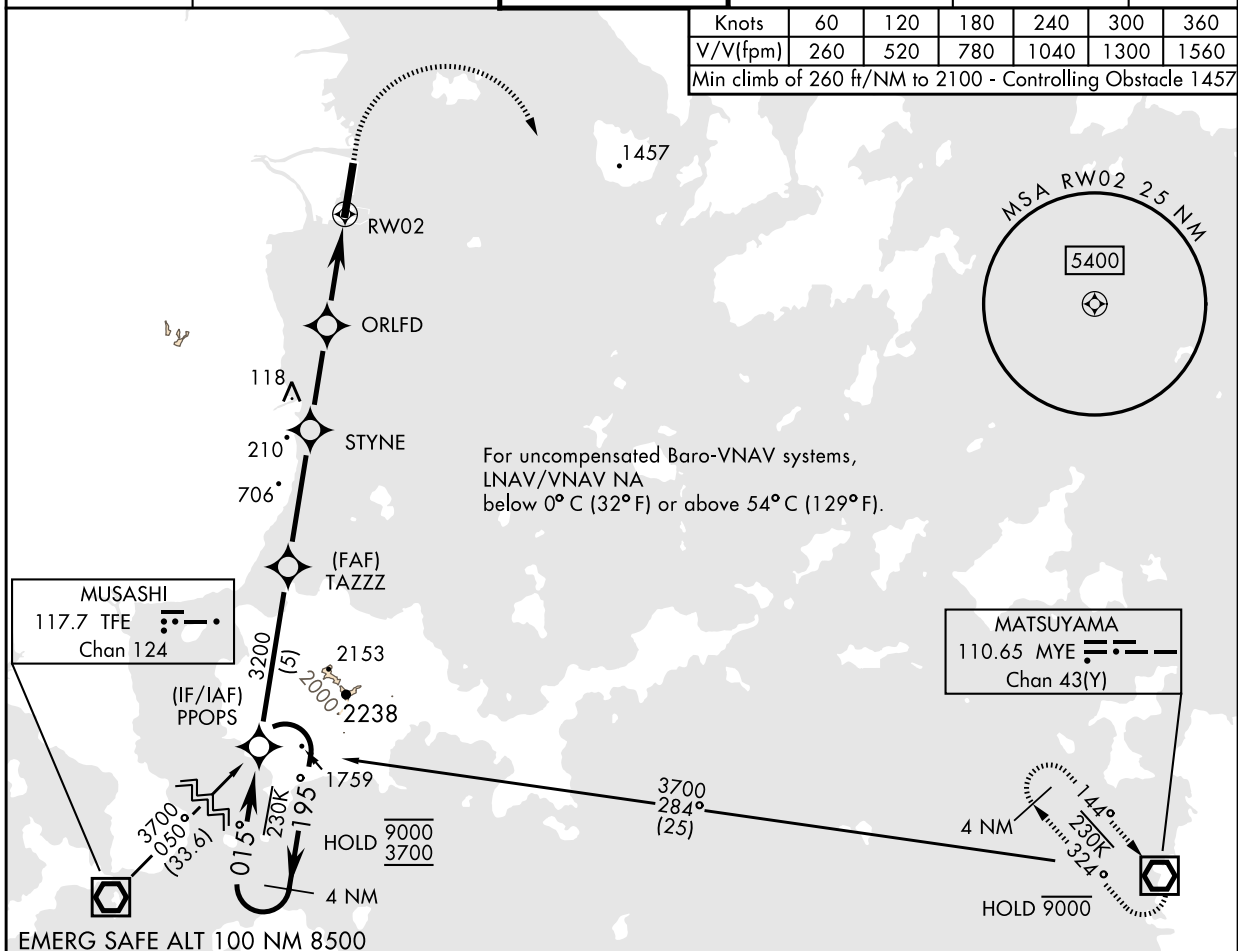 Knots 60 120 180 240 300 360
V/V(fpm) 260 520 780 1040 1300 1560
Min climb of 260 ft/NM to 2100 - Controlling Obstacle 1457
1457
MSA RW02 25 NM
5400
RW02
ORLFD
118
STYNE
210
706
For uncompensated Baro-VNAV systems,
LNAV/VNAV NA
below 0° C (32° F) or above 54° C (129° F).
(FAF)
TAZZZ
MUSASHI
117.7 TFE
Chan 124
MATSUYAMA
110.65 MYE
Chan 43(Y)
3200
(5)
2153
2000
2238
(IF/IAF)
PPOPS
1759
3700
050°
(33.6)
015°
230K
195°
HOLD 9000
3700
4 NM
3700
284°
(25)
4 NM
144°
230K
324°
HOLD 9000
EMERG SAFE ALT 100 NM 8500